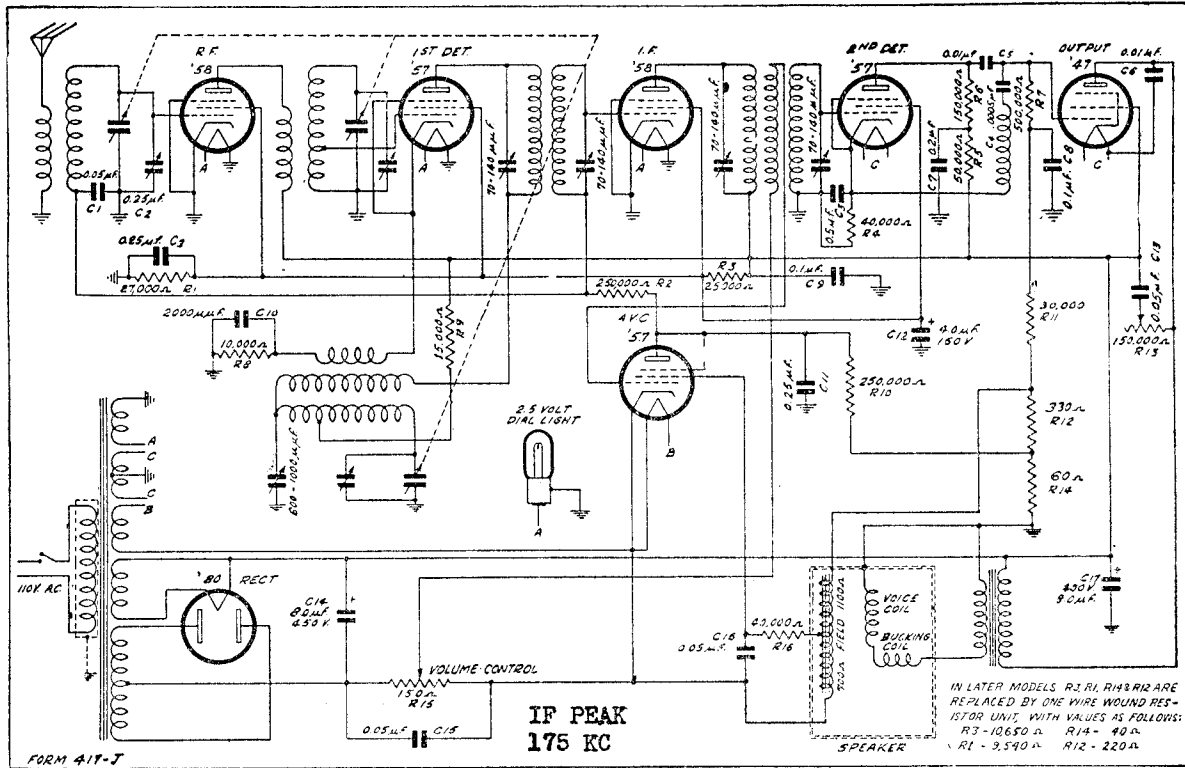 R.F.
'58
1ST DET.
'57
I.F.
'58
2ND DET.
'57
OUTPUT
'47
0.01µF
C5
0.01µF.
C6
0.05µF.
C1
0.25µF.
C2
A
A
A
C
C
70-140µµF
70-140µµF
70-140µµF
70-140µµF
0.5µF
40,000Ω
R4
0.2µF
C7
150,000Ω
R6
50,000Ω
R5
.0005µF
C4
500,000Ω
R7
C8
0.1µF.
C3
27,000Ω R1
2000µµF. C10
10,000Ω
R8
15,000Ω
R9
250,000Ω R2
AVC
'57
R3
25000Ω
0.1µF.
C9
C12
4.0µF
150V
0.05µF. C13
150,000Ω
R13
30,000
R11
0.25µF.
C11
250,000Ω
R10
330Ω
R12
60Ω
R14
B
2.5 VOLT
DIAL LIGHT
A
600-1000µµF
A
C
C
B
110V. A.C.
'80 RECT
C14
8.0µF.
450V.
VOLUME CONTROL
150Ω
R15
0.05µF C15
IF PEAK
175 KC
C16
0.05µF.
40,000Ω
R16
700Ω FIELD 1100Ω
VOICE
COIL
BUCKING
COIL
SPEAKER
C17
450V
IN LATER MODELS R3, R1, R14 & R12 ARE
REPLACED BY ONE WIRE WOUND RES-
ISTOR UNIT, WITH VALUES AS FOLLOWS:
R3-10,650Ω R14- 40Ω
R1-9,540Ω R12-220Ω
FORM 417-J